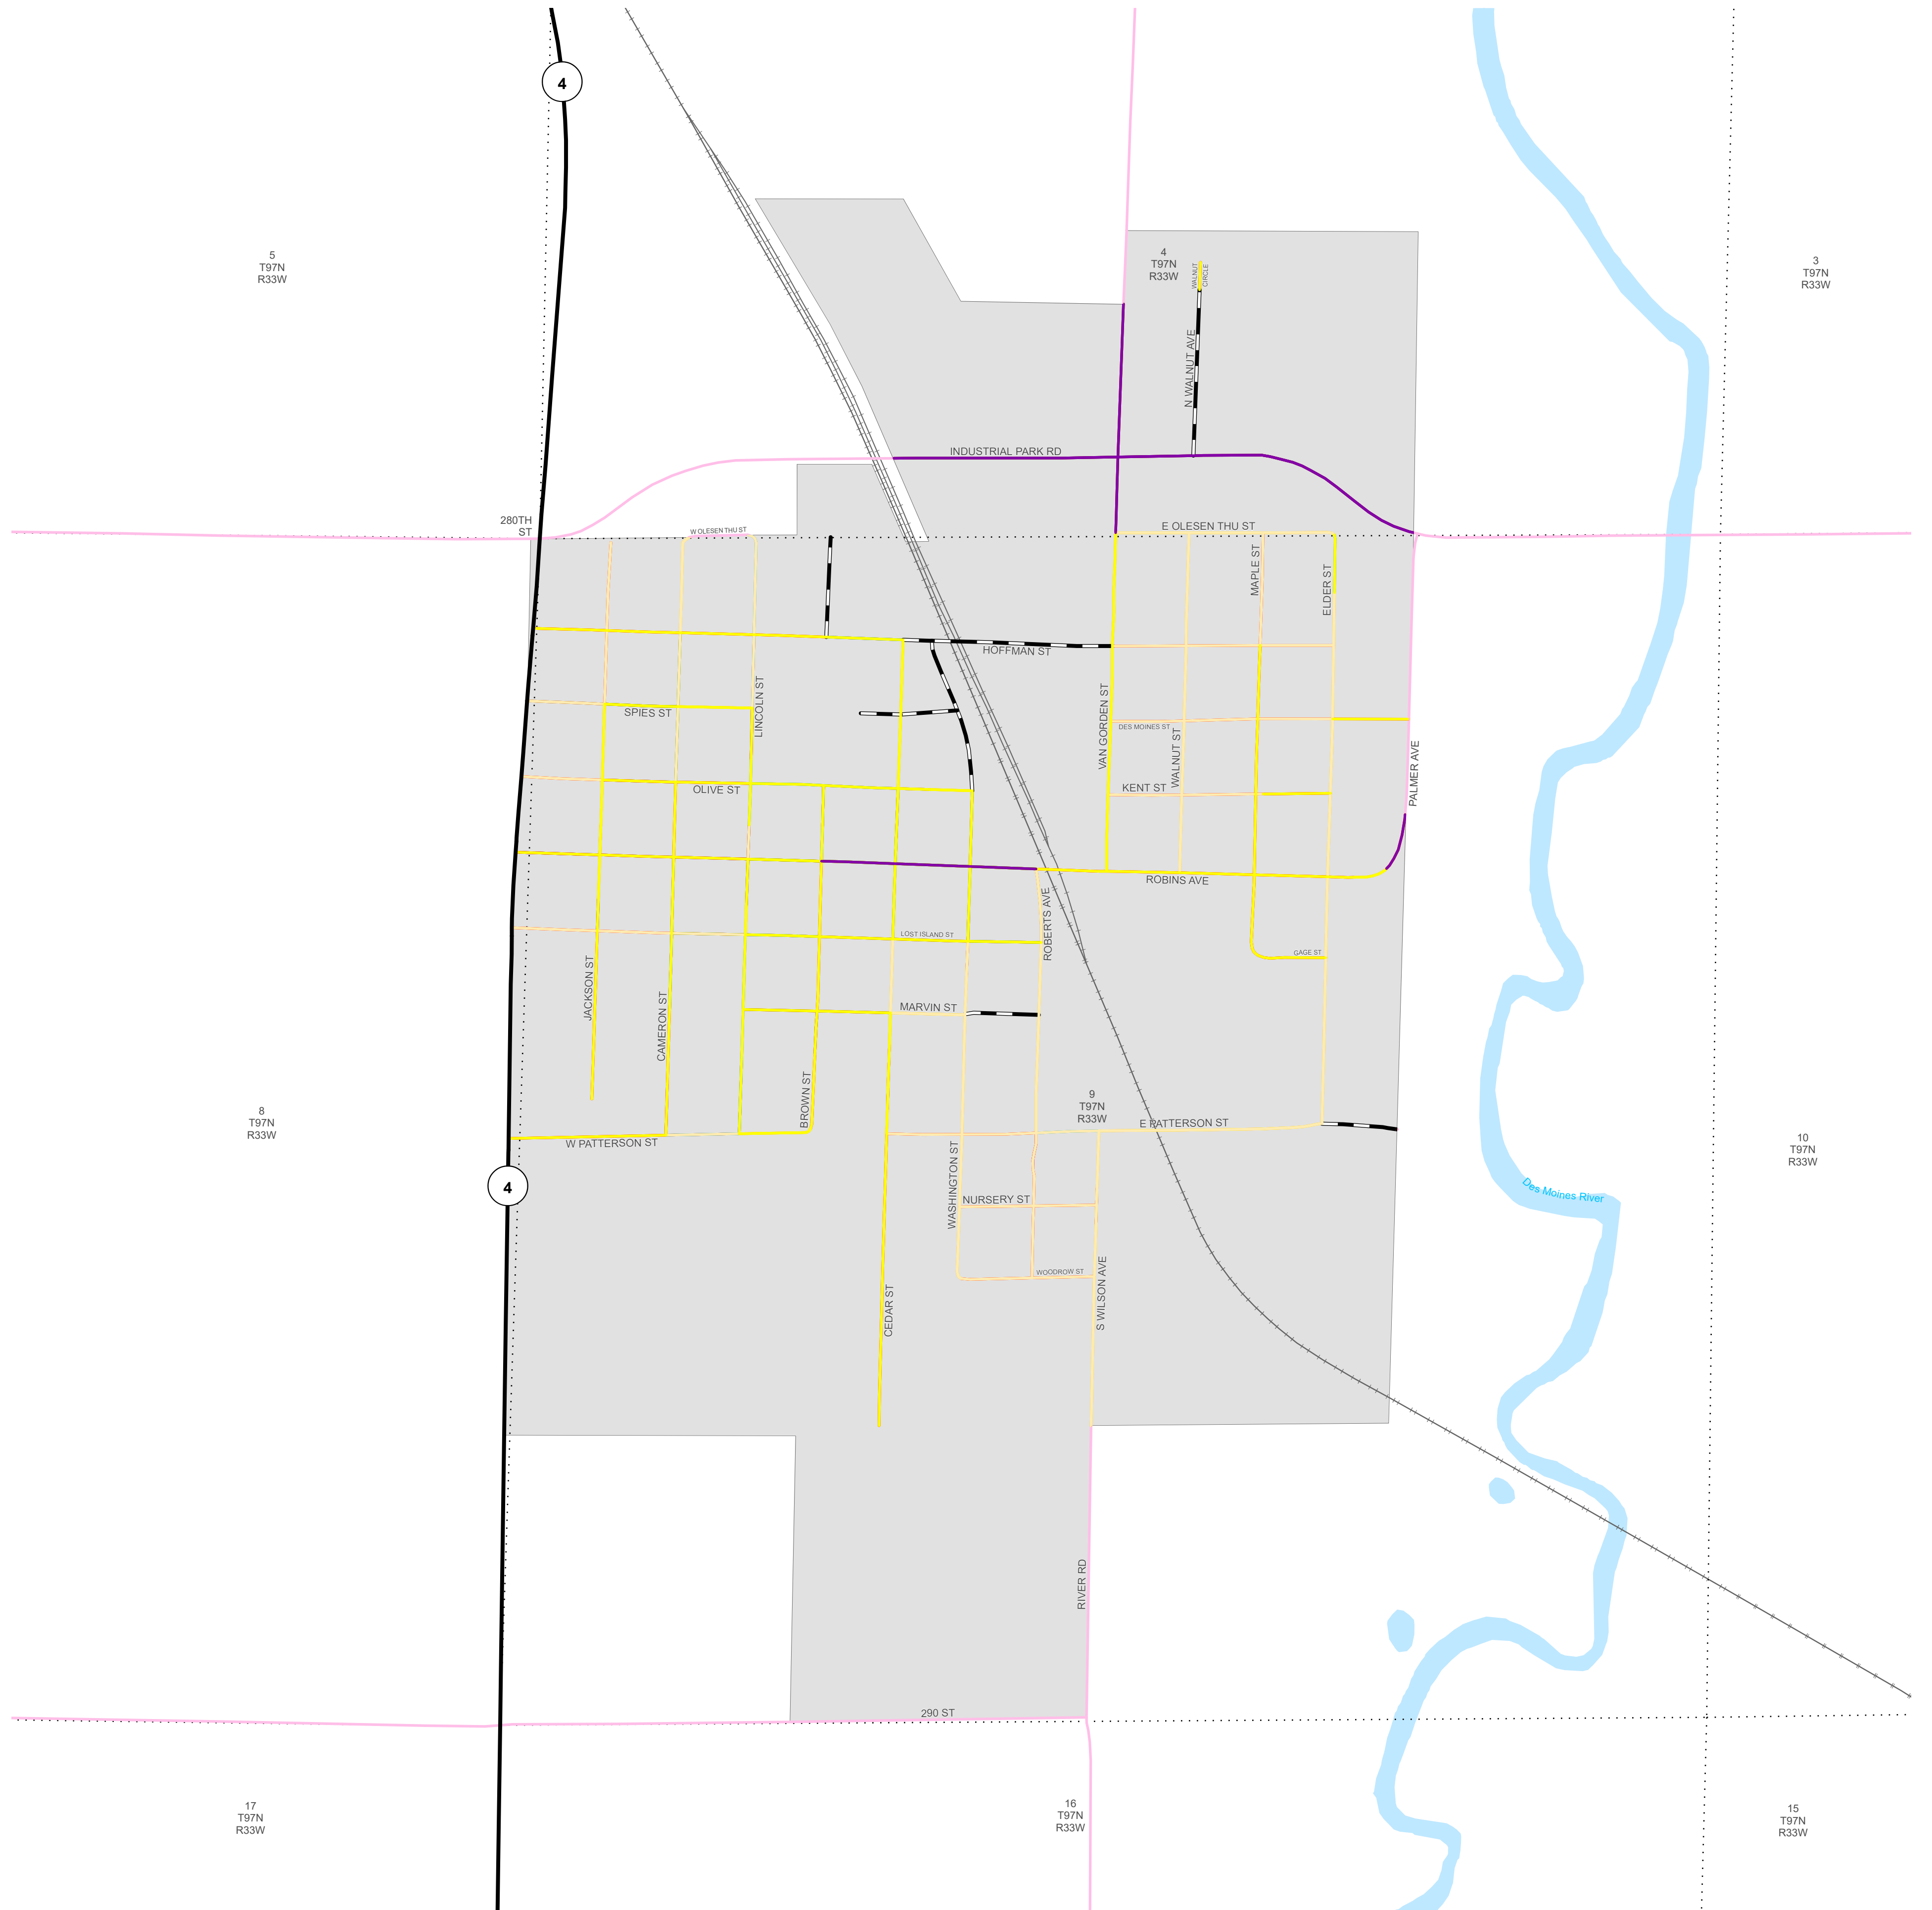 4
5
T97N
R33W
4
T97N
R33W
WALNUT
CIRCLE
3
T97N
R33W
N WALNUT AVE
INDUSTRIAL PARK RD
280TH
ST
W OLESEN THU ST
E OLESEN THU ST
MAPLE ST
ELDER ST
HOFFMAN ST
LINCOLN ST
SPIES ST
VAN GORDEN ST
DES MOINES ST
WALNUT ST
PALMER AVE
OLIVE ST
KENT ST
ROBINS AVE
ROBERTS AVE
LOST ISLAND ST
GAGE ST
JACKSON ST
CAMERON ST
MARVIN ST
BROWN ST
8
T97N
R33W
9
T97N
R33W
10
T97N
R33W
W PATTERSON ST
E PATTERSON ST
WASHINGTON ST
4
NURSERY ST
Des Moines River
WOODROW ST
S WILSON AVE
CEDAR ST
RIVER RD
290 ST
17
T97N
R33W
16
T97N
R33W
15
T97N
R33W